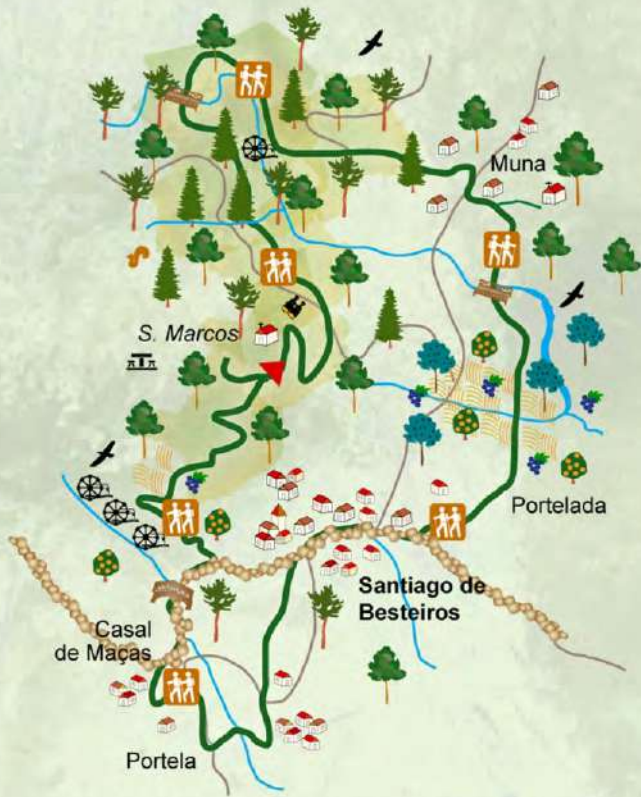 Muna
S. Marcos
Portelada
Santiago de
Besteiros
Casal
de Maçãs
Portela